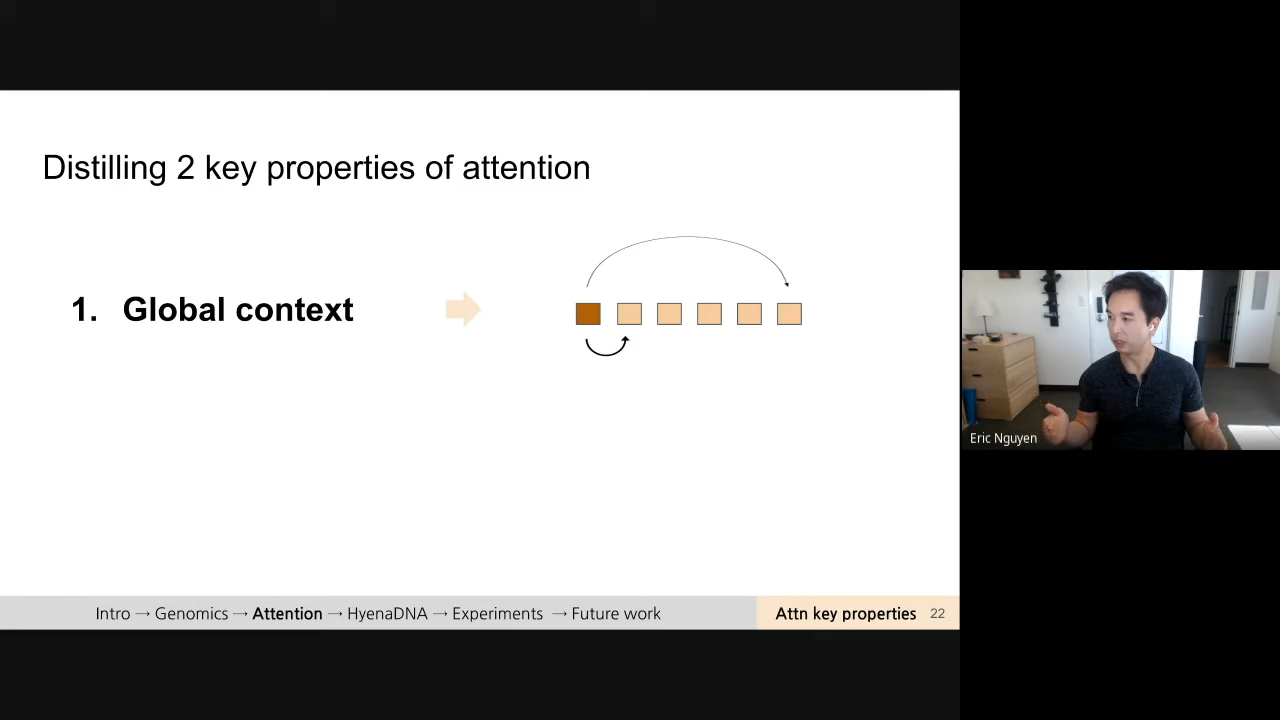 Distilling 2 key properties of attention
1. Global context
Eric Nguyen
Intro → Genomics → Attention → HyenaDNA → Experiments → Future work
Attn key properties 22